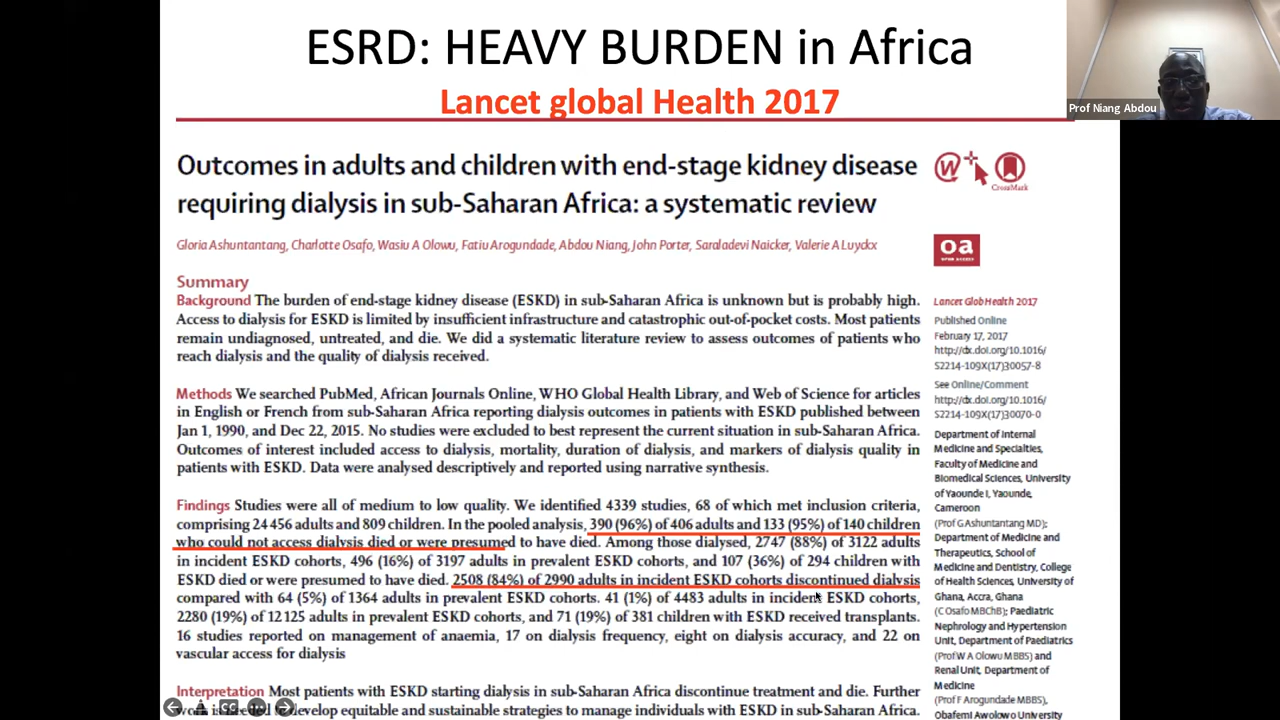 ESRD: HEAVY BURDEN in Africa
Lancet global Health 2017
Prof Niang Abdou
Outcomes in adults and children with end-stage kidney disease
requiring dialysis in sub-Saharan Africa: a systematic review
W
CrossMark
Gloria Ashuntantang, Charlotte Osafo, Wasiu A Olowu, Fatiu Arogundade, Abdou Niang, John Porter, Saraladevi Naicker, Valerie A Luyckx
oa
OPEN ACCESS
Summary
Background The burden of end-stage kidney disease (ESKD) in sub-Saharan Africa is unknown but is probably high.
Access to dialysis for ESKD is limited by insufficient infrastructure and catastrophic out-of-pocket costs. Most patients
remain undiagnosed, untreated, and die. We did a systematic literature review to assess outcomes of patients who
reach dialysis and the quality of dialysis received.
Methods We searched PubMed, African Journals Online, WHO Global Health Library, and Web of Science for articles
in English or French from sub-Saharan Africa reporting dialysis outcomes in patients with ESKD published between
Jan 1, 1990, and Dec 22, 2015. No studies were excluded to best represent the current situation in sub-Saharan Africa.
Outcomes of interest included access to dialysis, mortality, duration of dialysis, and markers of dialysis quality in
patients with ESKD. Data were analysed descriptively and reported using narrative synthesis.
Findings Studies were all of medium to low quality. We identified 4339 studies, 68 of which met inclusion criteria,
comprising 24 456 adults and 809 children. In the pooled analysis, 390 (96%) of 406 adults and 133 (95%) of 140 children
who could not access dialysis died or were presumed to have died. Among those dialysed, 2747 (88%) of 3122 adults
in incident ESKD cohorts, 496 (16%) of 3197 adults in prevalent ESKD cohorts, and 107 (36%) of 294 children with
ESKD died or were presumed to have died. 2508 (84%) of 2990 adults in incident ESKD cohorts discontinued dialysis
compared with 64 (5%) of 1364 adults in prevalent ESKD cohorts. 41 (1%) of 4483 adults in incident ESKD cohorts,
2280 (19%) of 12 125 adults in prevalent ESKD cohorts, and 71 (19%) of 381 children with ESKD received transplants.
16 studies reported on management of anaemia, 17 on dialysis frequency, eight on dialysis accuracy, and 22 on
vascular access for dialysis
Interpretation Most patients with ESKD starting dialysis in sub-Saharan Africa discontinue treatment and die. Further
work is needed to develop equitable and sustainable strategies to manage individuals with ESKD in sub-Saharan Africa.
CC
Lancet Glob Health 2017
Published Online
February 17, 2017
http://dx.doi.org/10.1016/
S2214-109X(17)30057-8
See Online/Comment
http://dx.doi.org/10.1016/
S2214-109X(17)30070-0
Department of Internal
Medicine and Specialties,
Faculty of Medicine and
Biomedical Sciences, University
of Yaounde I, Yaounde,
Cameroon
(Prof G Ashuntantang MD);
Department of Medicine and
Therapeutics, School of
Medicine and Dentistry, College
of Health Sciences, University of
Ghana, Accra, Ghana
(C Osafo MBChB); Paediatric
Nephrology and Hypertension
Unit, Department of Paediatrics
(Prof W A Olowu MBBS) and
Renal Unit, Department of
Medicine
(Prof F Arogundade MBBS),
Obafemi Awolowo University